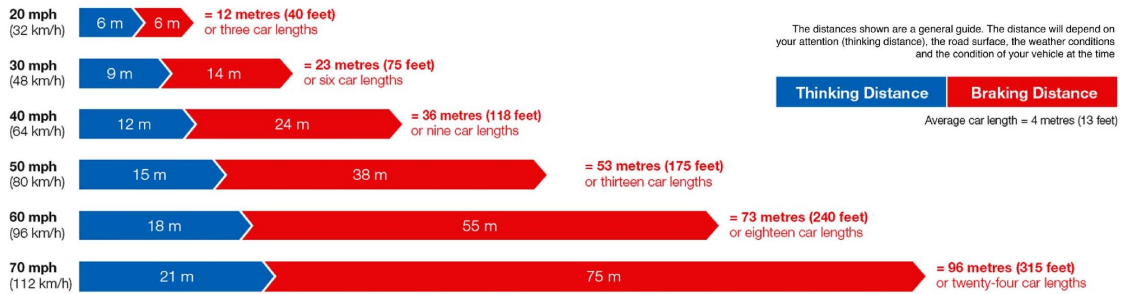 20 mph
(32 km/h)
6 m
6 m
= 12 metres (40 feet)
or three car lengths
The distances shown are a general guide. The distance will depend on
your attention (thinking distance), the road surface, the weather conditions
and the condition of your vehicle at the time
30 mph
(48 km/h)
9 m
14 m
= 23 metres (75 feet)
or six car lengths
Thinking Distance
Braking Distance
Average car length = 4 metres (13 feet)
40 mph
(64 km/h)
12 m
24 m
= 36 metres (118 feet)
or nine car lengths
50 mph
(80 km/h)
15 m
38 m
= 53 metres (175 feet)
or thirteen car lengths
60 mph
(96 km/h)
18 m
55 m
= 73 metres (240 feet)
or eighteen car lengths
70 mph
(112 km/h)
21 m
75 m
= 96 metres (315 feet)
or twenty-four car lengths